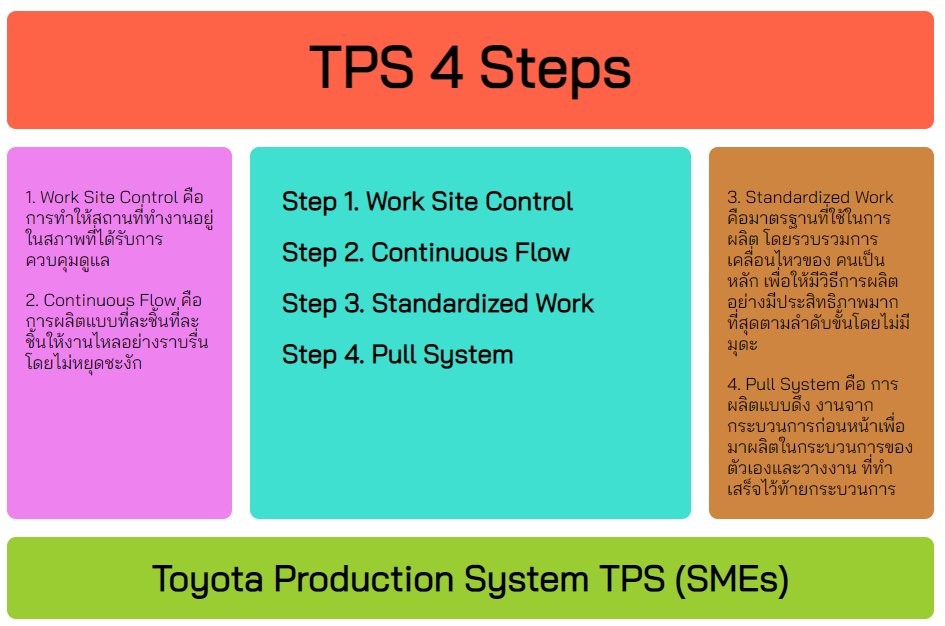 TPS 4 Steps
1. Work Site Control คือ
การทำให้สถานที่ทำงานอยู่
ในสภาพที่ได้รับการ
ควบคุมดูแล
2. Continuous Flow คือ
การผลิตแบบที่ละชิ้นที่ละ
ชิ้นให้งานไหลอย่างราบรื่น
โดยไม่หยุดชะงัก
Step 1. Work Site Control
Step 2. Continuous Flow
Step 3. Standardized Work
Step 4. Pull System
3. Standardized Work
คือมาตรฐานที่ใช้ในการ
ผลิต โดยรวบรวมการ
เคลื่อนไหวของ คนเป็น
หลัก เพื่อให้มีวิธีการผลิต
อย่างมีประสิทธิภาพมาก
ที่สุดตามลำดับขั้นโดยไม่มี
มุดะ
4. Pull System คือ การ
ผลิตแบบดึง งานจาก
กระบวนการก่อนหน้าเพื่อ
มาผลิตในกระบวนการของ
ตัวเองและวางงาน ที่ทำ
เสร็จไว้ท้ายกระบวนการ
Toyota Production System TPS (SMEs)